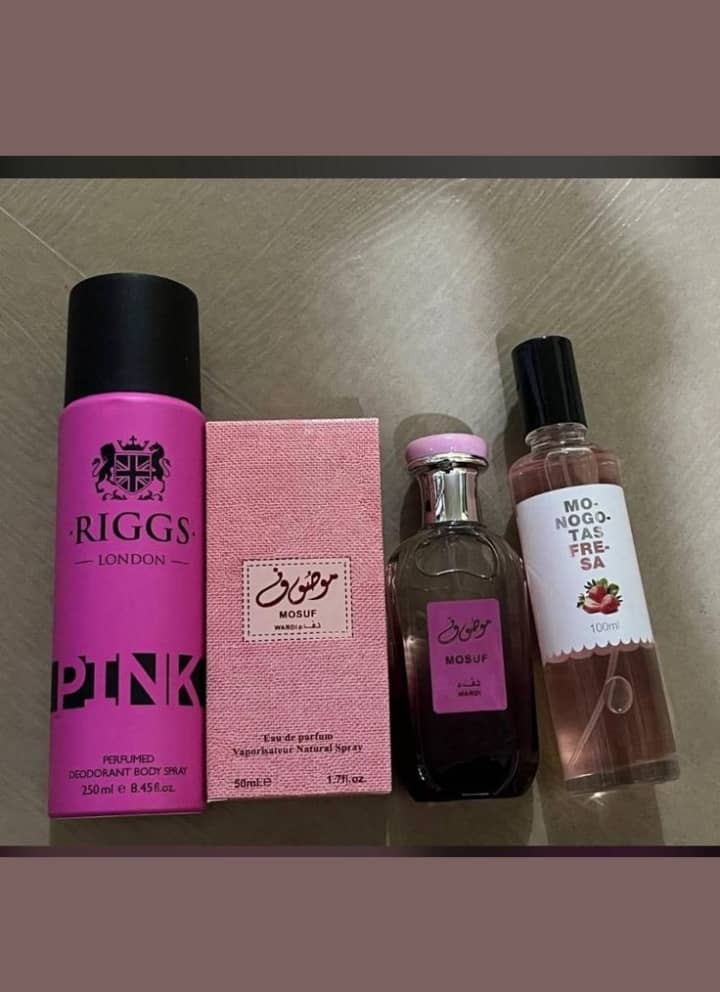 RIGGS
LONDON
PINK
PERFUMED
DEODORANT BODY SPRAY
250 ml e 8.45 fl.oz.
موصوف
MOSUF
WARDI
Eau de parfum
Vaporisateur Natural Spray
50ml.e 1.7fl.oz.
موصوف
MOSUF
WARDI
MO-
NOGO-
TAS
FRE-
SA
100ml